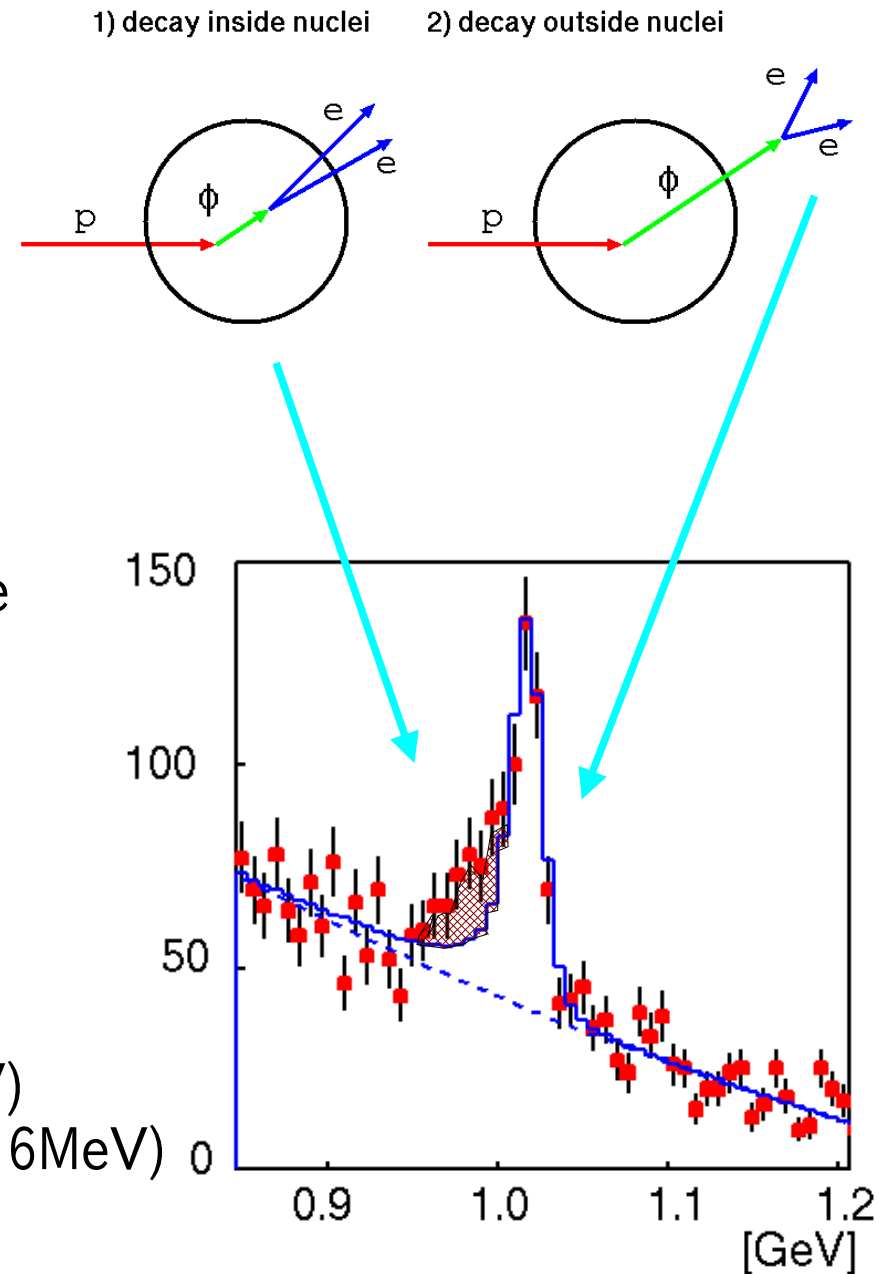 1) decay inside nuclei 2) decay outside nuclei
e
e
ϕ
p
e
e
ϕ
p
e
150
100
50
V)
6MeV)
0
0.9 1.0 1.1 1.2
[GeV]